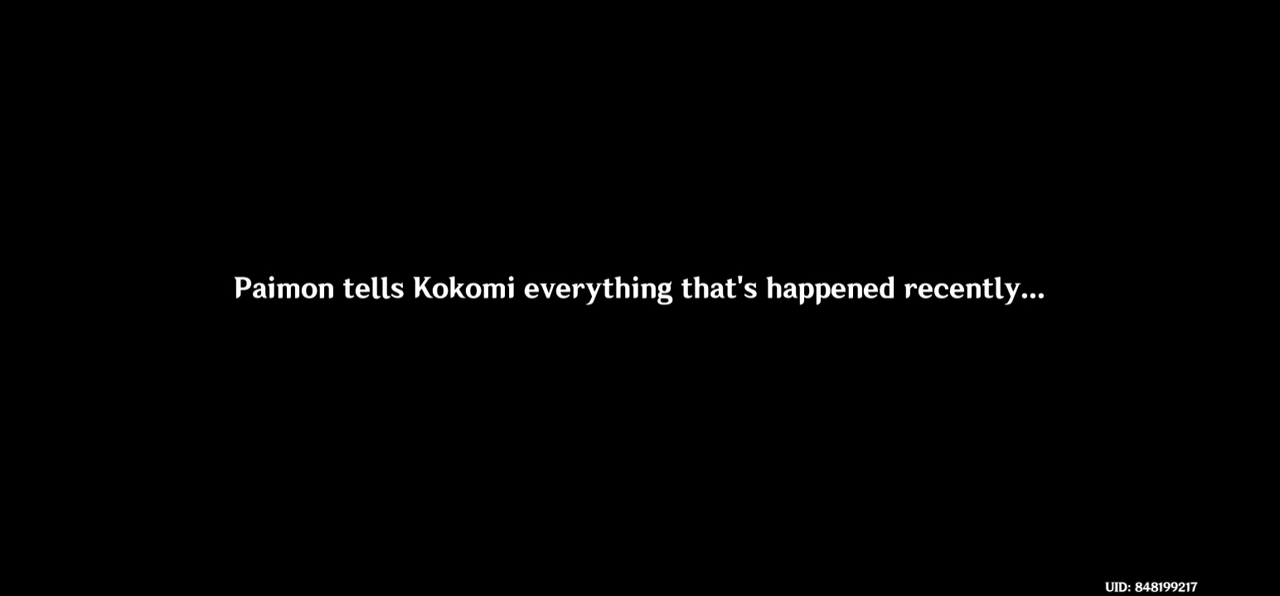 Paimon tells Kokomi everything that's happened recently...
UID: 848199217